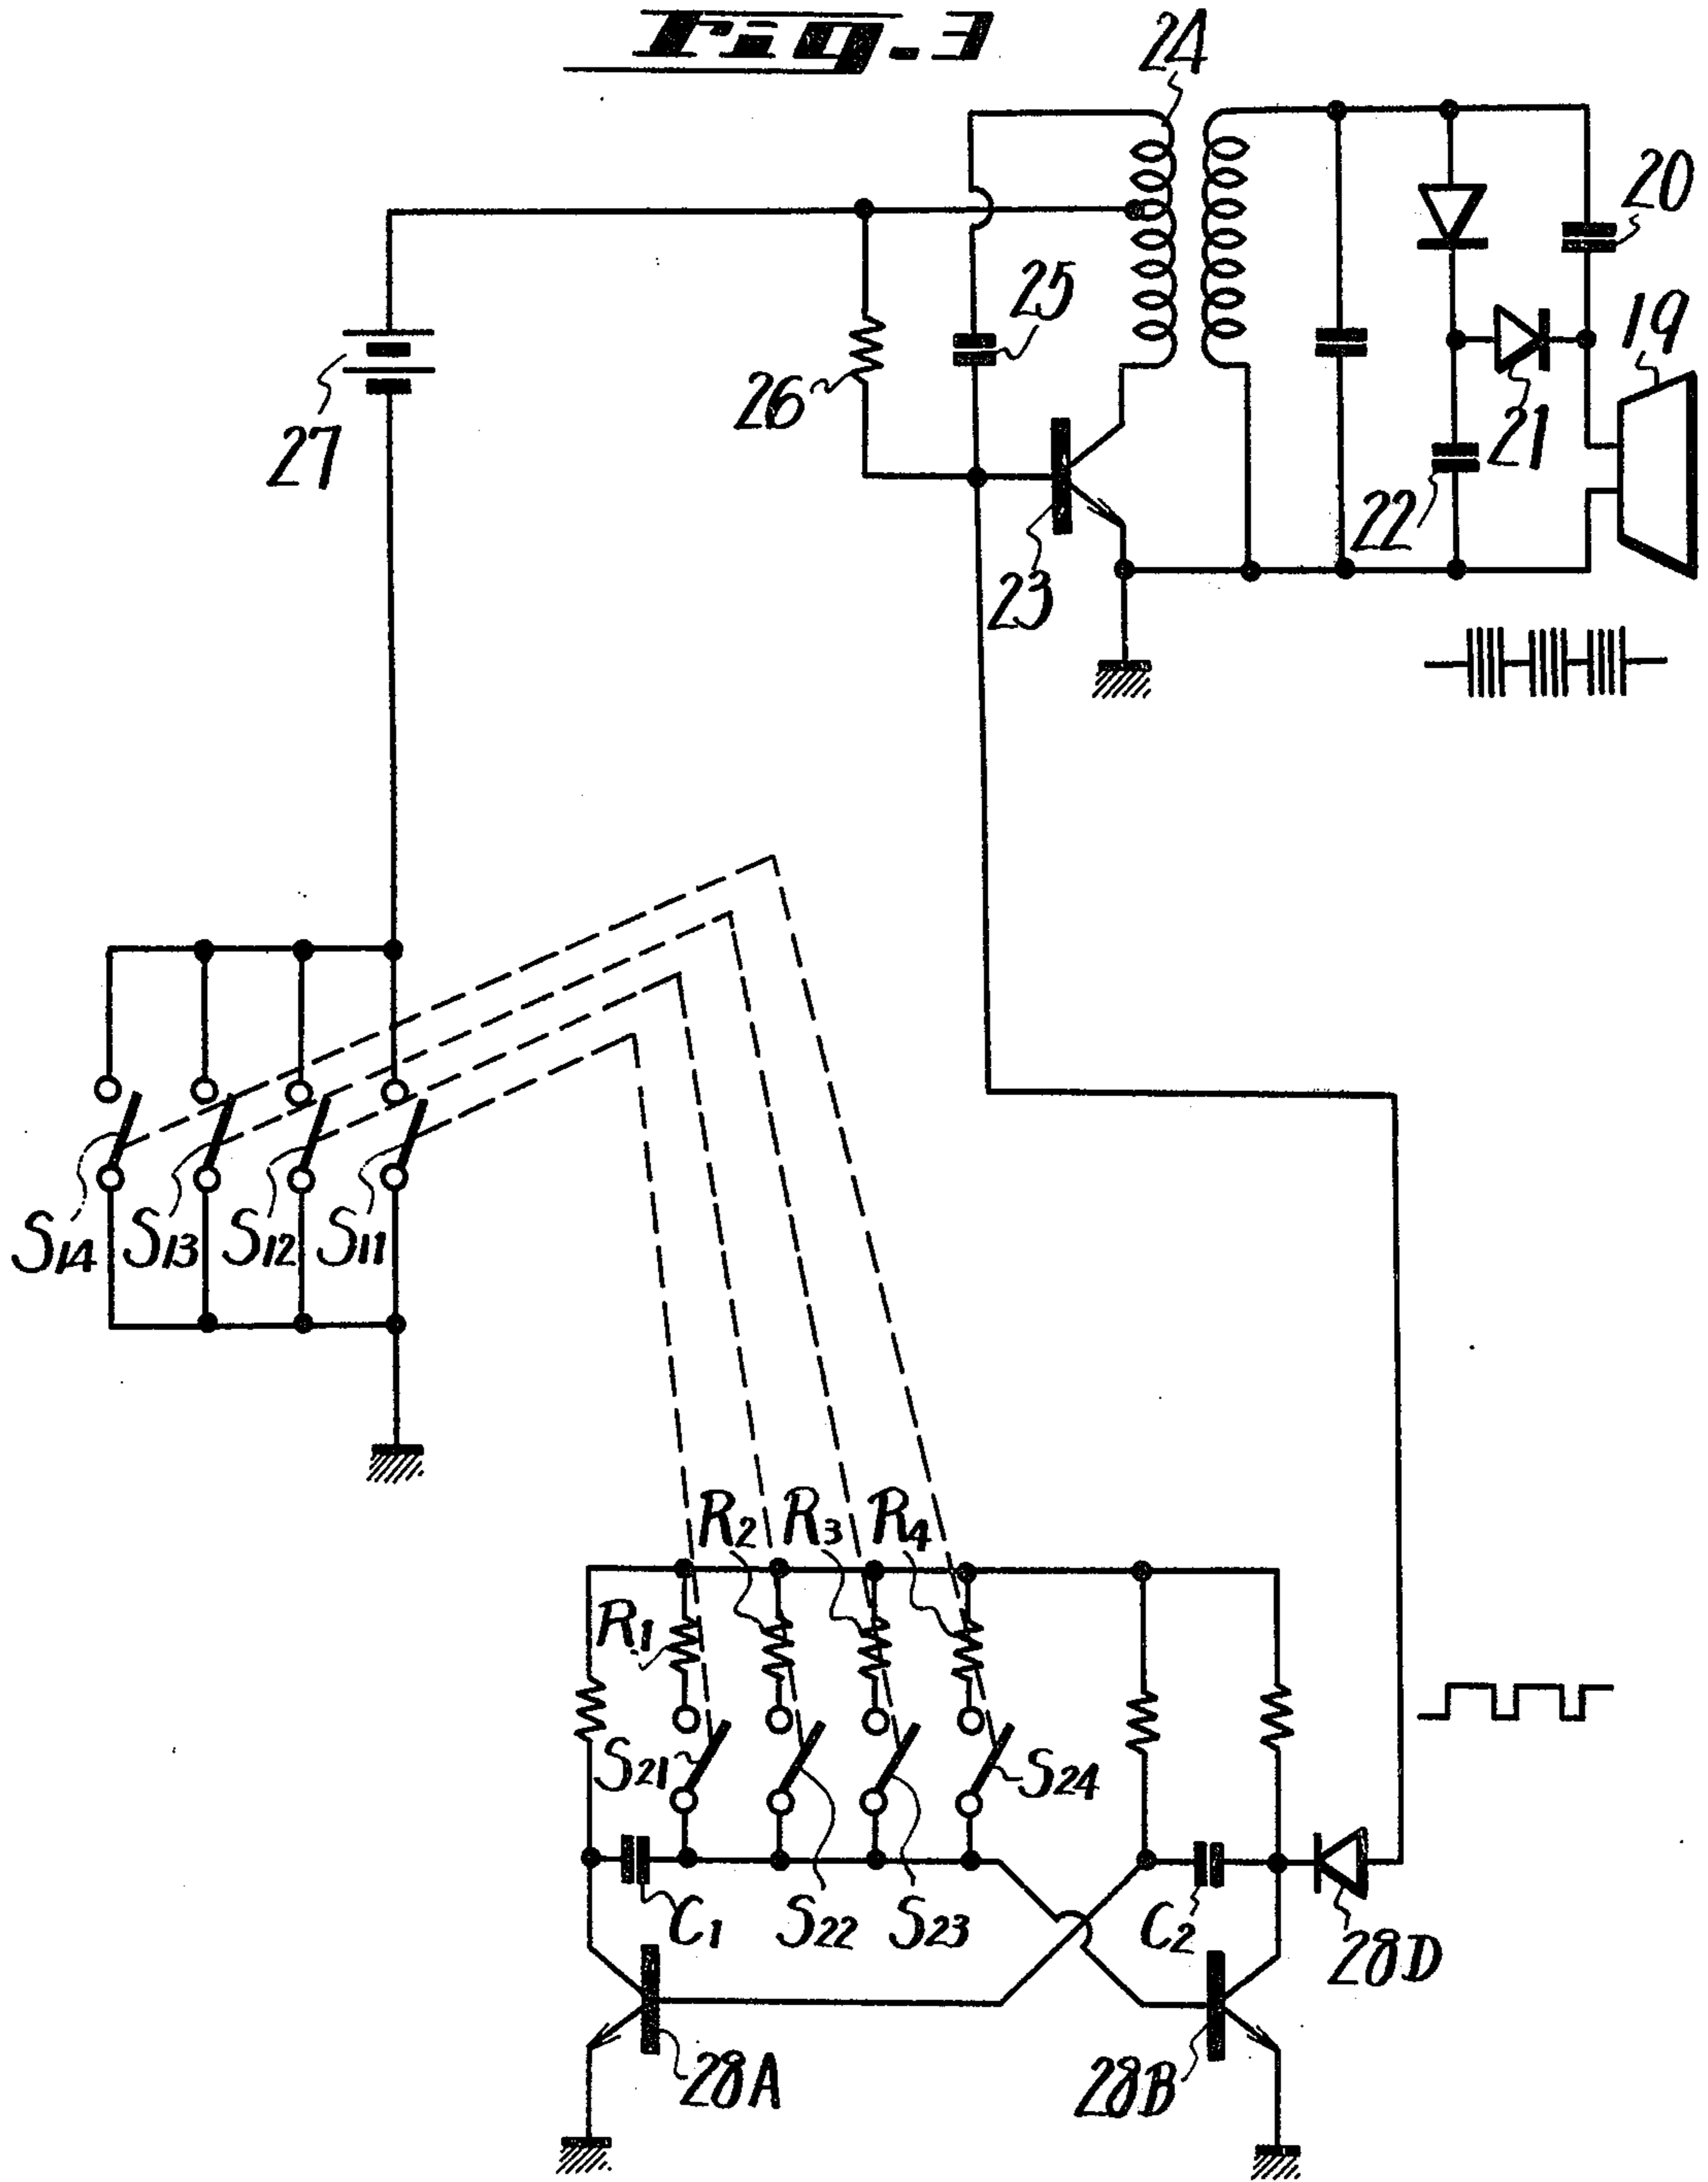 Fig. 3
24
20
25
19
26
27
21
22
23
S14 S13 S12 S11
R2 R3 R4
R1
S21
S24
C1
S22
S23
C2
28D
28A
28B